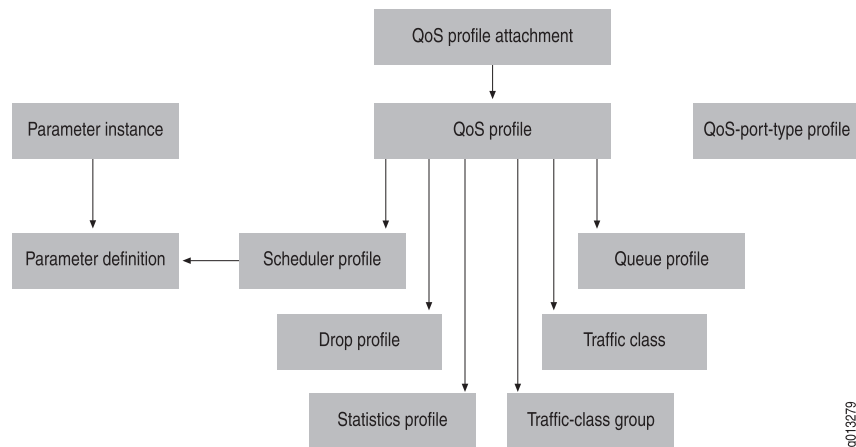 QoS profile attachment
Parameter instance
QoS profile
QoS-port-type profile
Parameter definition
Scheduler profile
Queue profile
Drop profile
Traffic class
Statistics profile
Traffic-class group
g013279